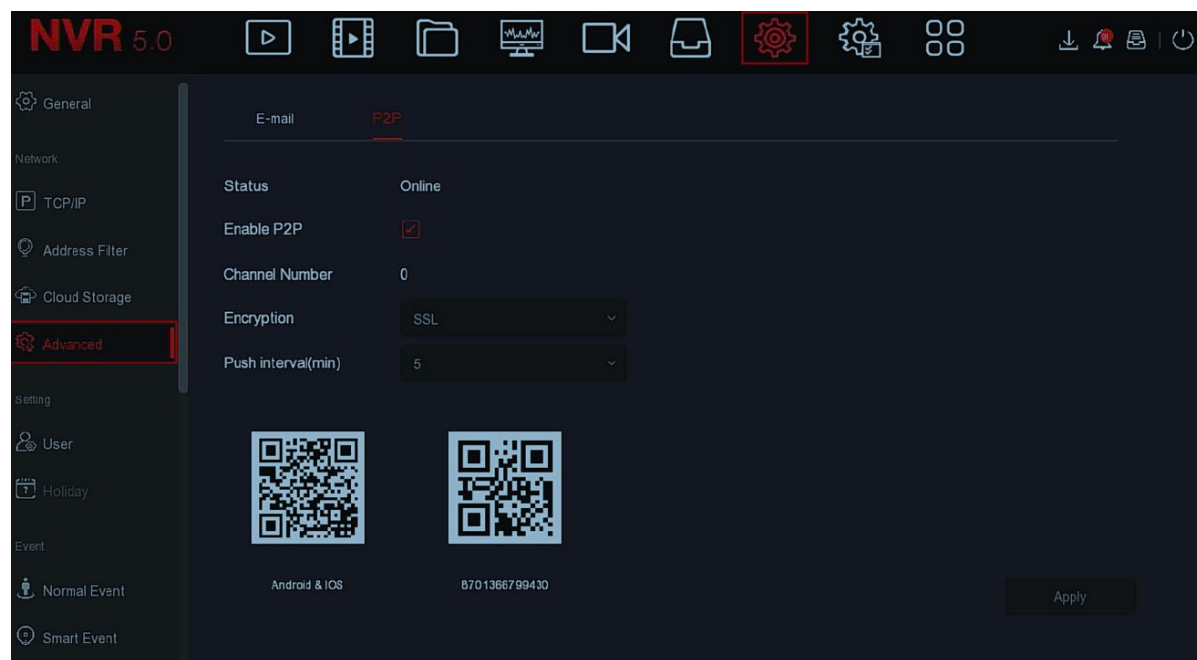 NVR 5.0
General
Network
TCP/IP
Address Filter
Cloud Storage
Advanced
Setting
User
Holiday
Event
Normal Event
Smart Event
E-mail P2P
Status Online
Enable P2P
Channel Number 0
Encryption SSL
Push interval(min) 5
Android & IOS 8701366799430
Apply